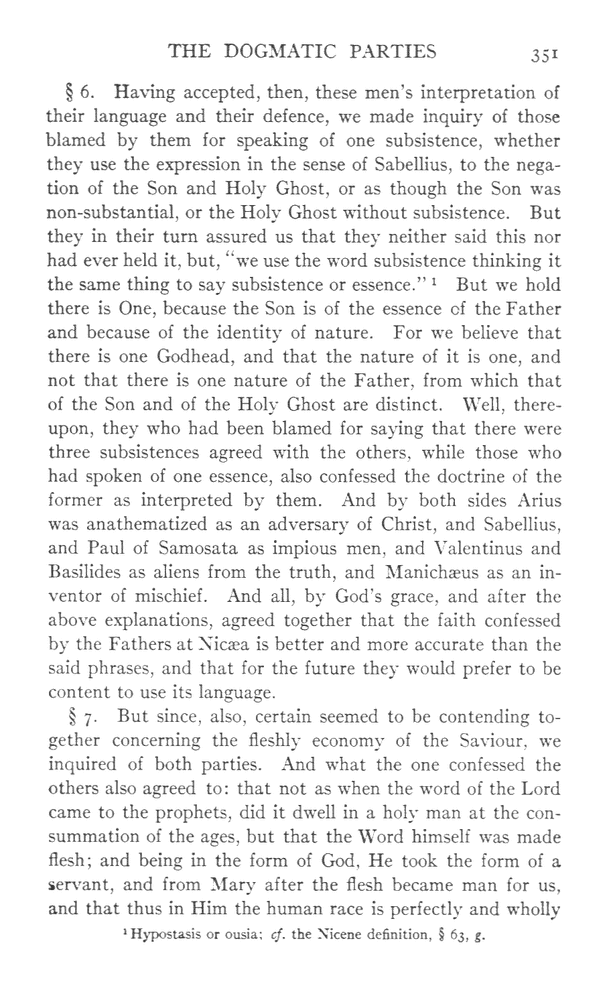 THE DOGMATIC PARTIES 351
§ 6. Having accepted, then, these men's interpretation of
their language and their defence, we made inquiry of those
blamed by them for speaking of one subsistence, whether
they use the expression in the sense of Sabellius, to the nega-
tion of the Son and Holy Ghost, or as though the Son was
non-substantial, or the Holy Ghost without subsistence. But
they in their turn assured us that they neither said this nor
had ever held it, but, "we use the word subsistence thinking it
the same thing to say subsistence or essence." ¹ But we hold
there is One, because the Son is of the essence of the Father
and because of the identity of nature. For we believe that
there is one Godhead, and that the nature of it is one, and
not that there is one nature of the Father, from which that
of the Son and of the Holy Ghost are distinct. Well, there-
upon, they who had been blamed for saying that there were
three subsistences agreed with the others, while those who
had spoken of one essence, also confessed the doctrine of the
former as interpreted by them. And by both sides Arius
was anathematized as an adversary of Christ, and Sabellius,
and Paul of Samosata as impious men, and Valentinus and
Basilides as aliens from the truth, and Manichæus as an in-
ventor of mischief. And all, by God's grace, and after the
above explanations, agreed together that the faith confessed
by the Fathers at Nicæa is better and more accurate than the
said phrases, and that for the future they would prefer to be
content to use its language.
§ 7. But since, also, certain seemed to be contending to-
gether concerning the fleshly economy of the Saviour, we
inquired of both parties. And what the one confessed the
others also agreed to: that not as when the word of the Lord
came to the prophets, did it dwell in a holy man at the con-
summation of the ages, but that the Word himself was made
flesh; and being in the form of God, He took the form of a
servant, and from Mary after the flesh became man for us,
and that thus in Him the human race is perfectly and wholly
¹ Hypostasis or ousia; cf. the Nicene definition, § 63, g.